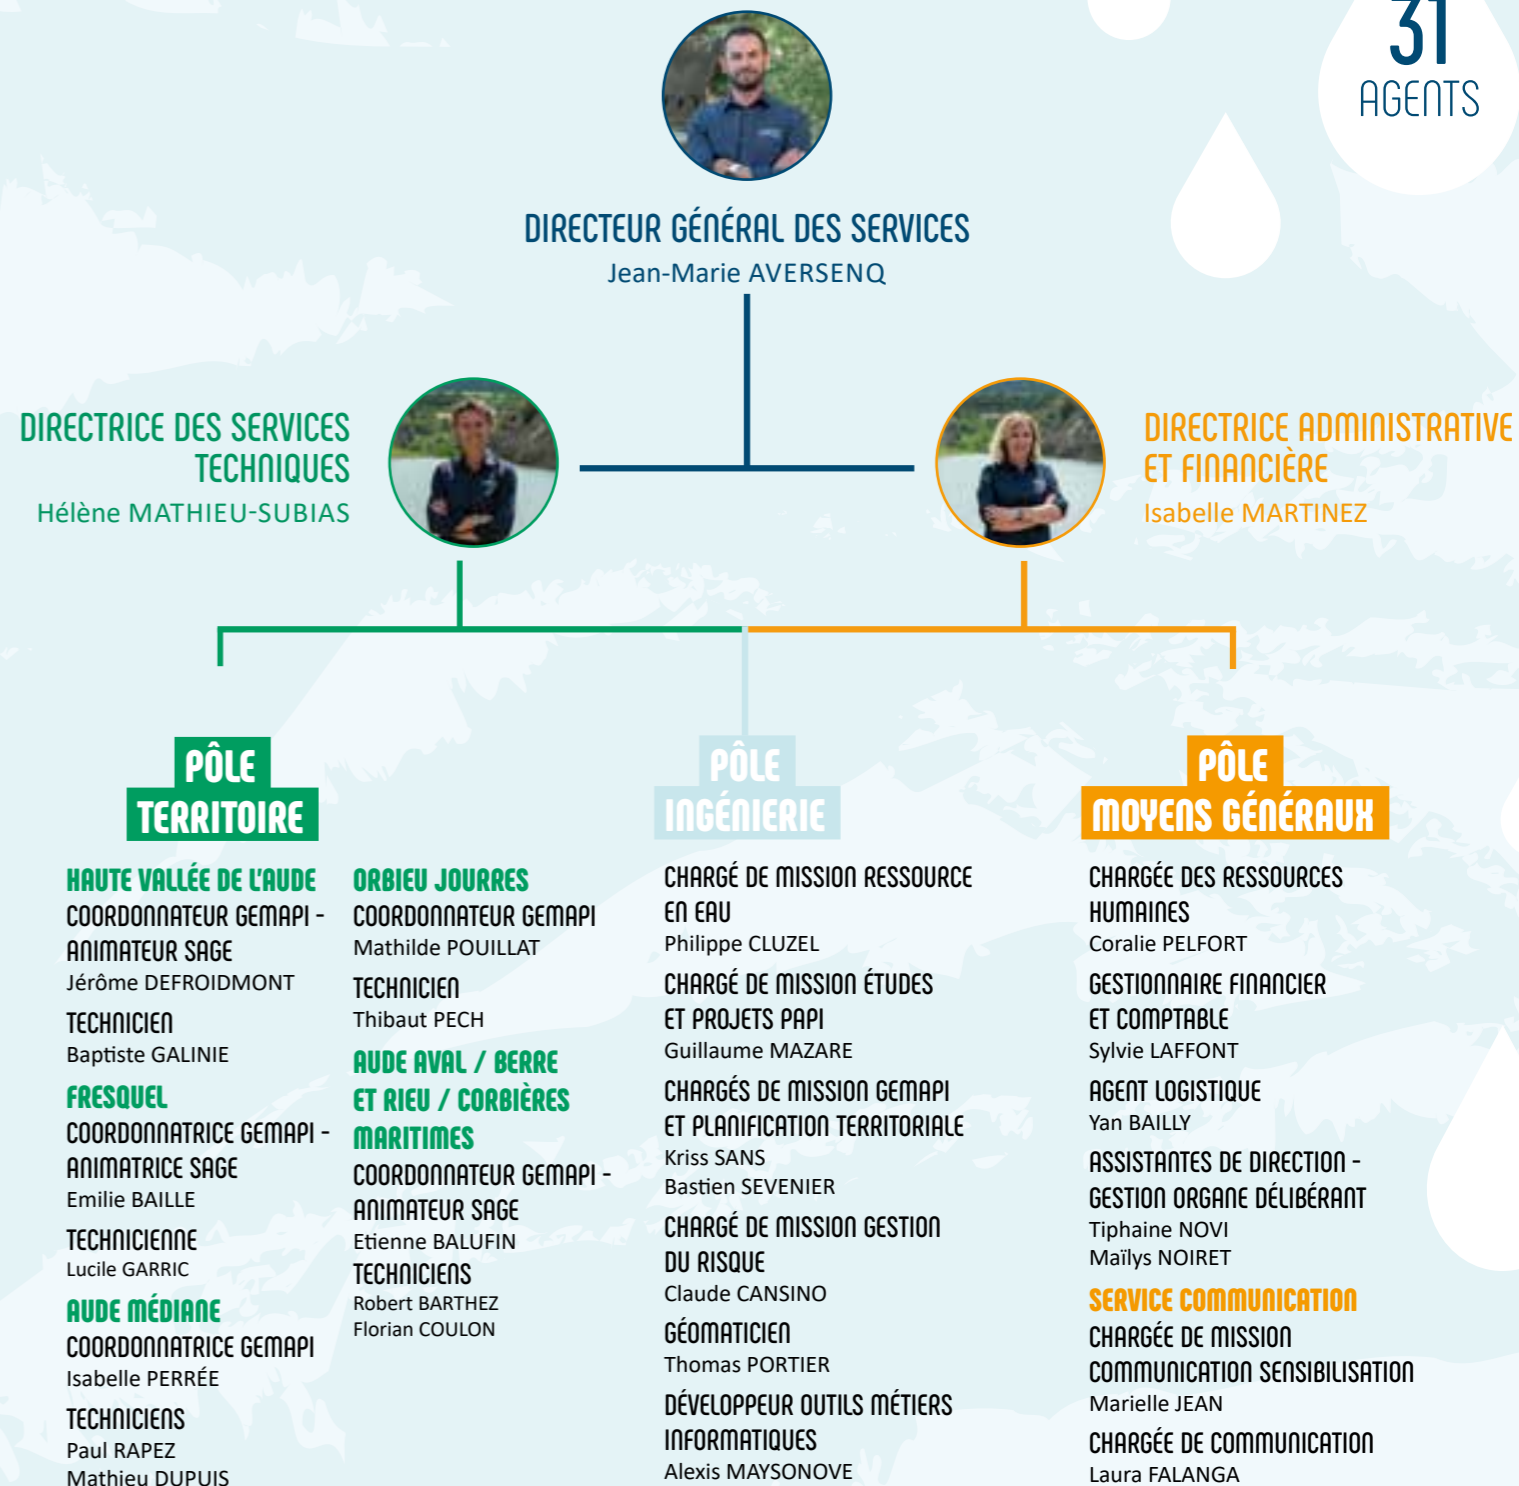 31
AGENTS
DIRECTEUR GÉNÉRAL DES SERVICES
Jean-Marie AVERSENQ
DIRECTRICE DES SERVICES
TECHNIQUES
Hélène MATHIEU-SUBIAS
DIRECTRICE ADMINISTRATIVE
ET FINANCIÈRE
Isabelle MARTINEZ
PÔLE
TERRITOIRE
HAUTE VALLÉE DE L'AUDE
COORDONNATEUR GEMAPI -
ANIMATEUR SAGE
Jérôme DEFROIDMONT
TECHNICIEN
Baptiste GALINIE
FRESQUEL
COORDONNATRICE GEMAPI -
ANIMATRICE SAGE
Emilie BAILLE
TECHNICIENNE
Lucile GARRIC
AUDE MÉDIANE
COORDONNATRICE GEMAPI
Isabelle PERRÉE
TECHNICIENS
Paul RAPEZ
Mathieu DUPUIS
ORBIEU JOURRES
COORDONNATEUR GEMAPI
Mathilde POUILLAT
TECHNICIEN
Thibaut PECH
AUDE AVAL / BERRE
ET RIEU / CORBIÈRES
MARITIMES
COORDONNATEUR GEMAPI -
ANIMATEUR SAGE
Etienne BALUFIN
TECHNICIENS
Robert BARTHEZ
Florian COULON
PÔLE
INGÉNIERIE
CHARGÉ DE MISSION RESSOURCE
EN EAU
Philippe CLUZEL
CHARGÉ DE MISSION ÉTUDES
ET PROJETS PAPI
Guillaume MAZARE
CHARGÉS DE MISSION GEMAPI
ET PLANIFICATION TERRITORIALE
Kriss SANS
Bastien SEVENIER
CHARGÉ DE MISSION GESTION
DU RISQUE
Claude CANSINO
GÉOMATICIEN
Thomas PORTIER
DÉVELOPPEUR OUTILS MÉTIERS
INFORMATIQUES
Alexis MAYSONOVE
PÔLE
MOYENS GÉNÉRAUX
CHARGÉE DES RESSOURCES
HUMAINES
Coralie PELFORT
GESTIONNAIRE FINANCIER
ET COMPTABLE
Sylvie LAFFONT
AGENT LOGISTIQUE
Yan BAILLY
ASSISTANTES DE DIRECTION -
GESTION ORGANE DÉLIBÉRANT
Tiphaine NOVI
Maïlys NOIRET
SERVICE COMMUNICATION
CHARGÉE DE MISSION
COMMUNICATION SENSIBILISATION
Marielle JEAN
CHARGÉE DE COMMUNICATION
Laura FALANGA